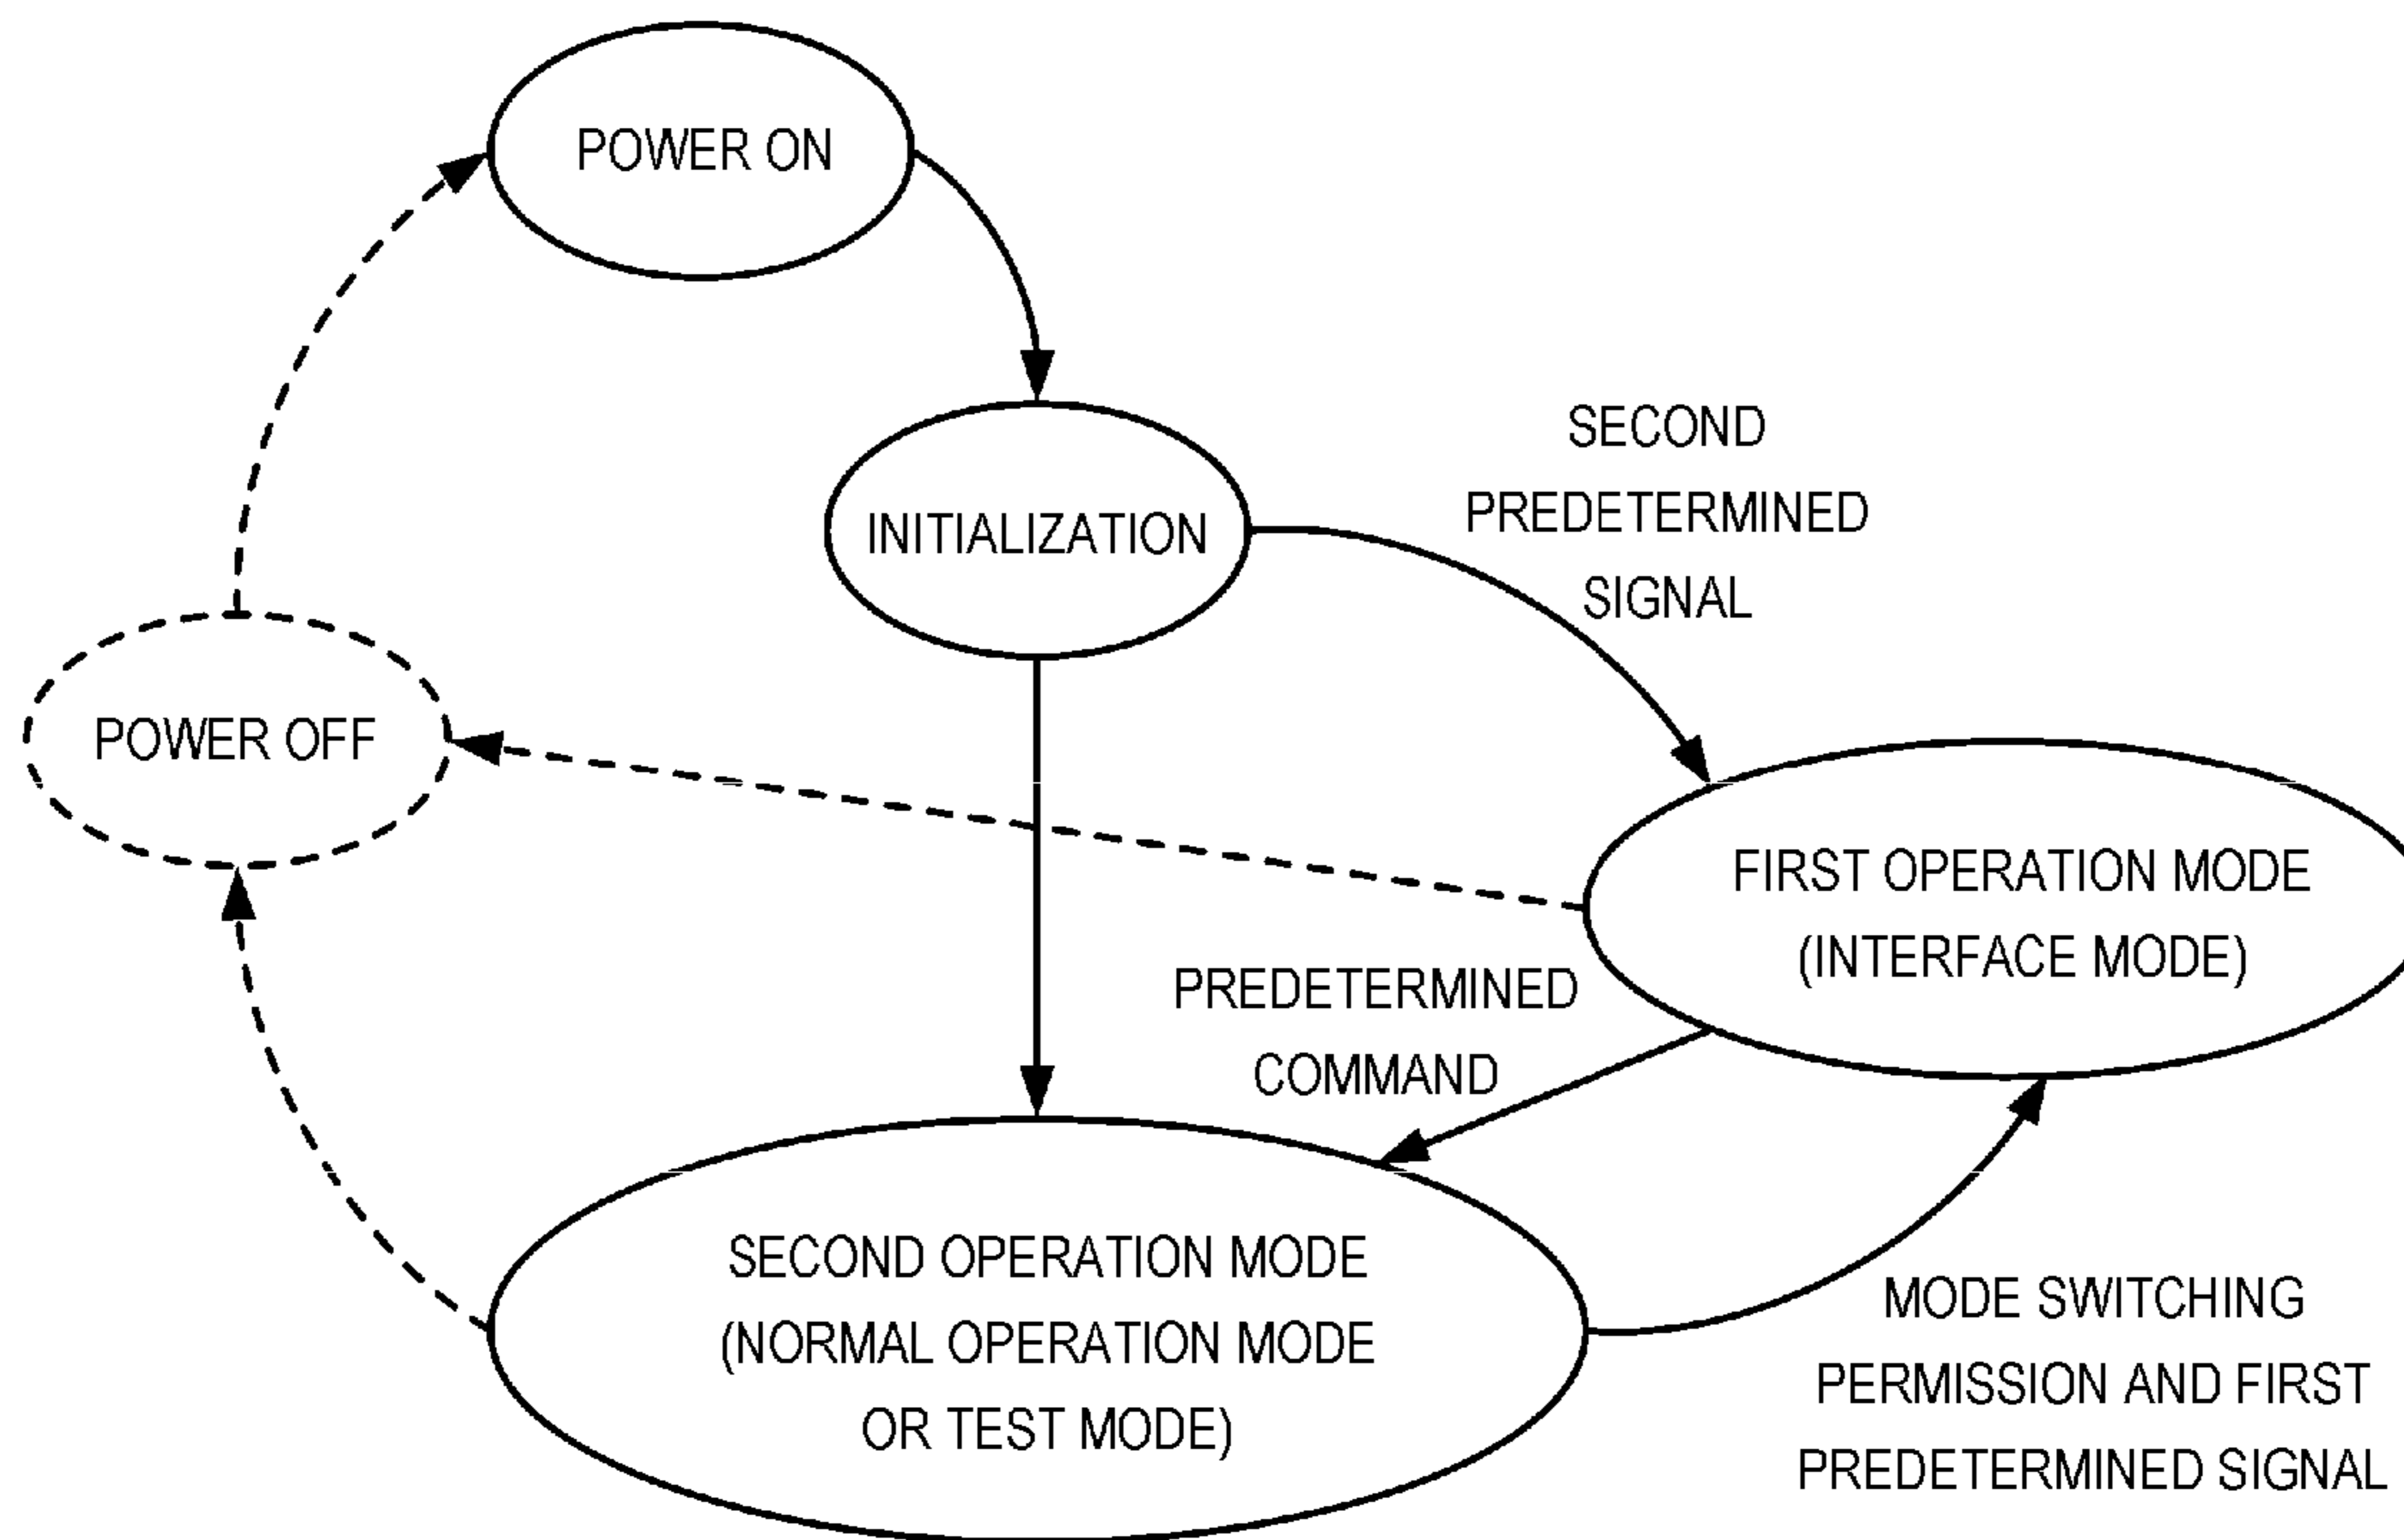 POWER ON
INITIALIZATION
SECOND
PREDETERMINED
SIGNAL
POWER OFF
FIRST OPERATION MODE
(INTERFACE MODE)
PREDETERMINED
COMMAND
SECOND OPERATION MODE
(NORMAL OPERATION MODE
OR TEST MODE)
MODE SWITCHING
PERMISSION AND FIRST
PREDETERMINED SIGNAL